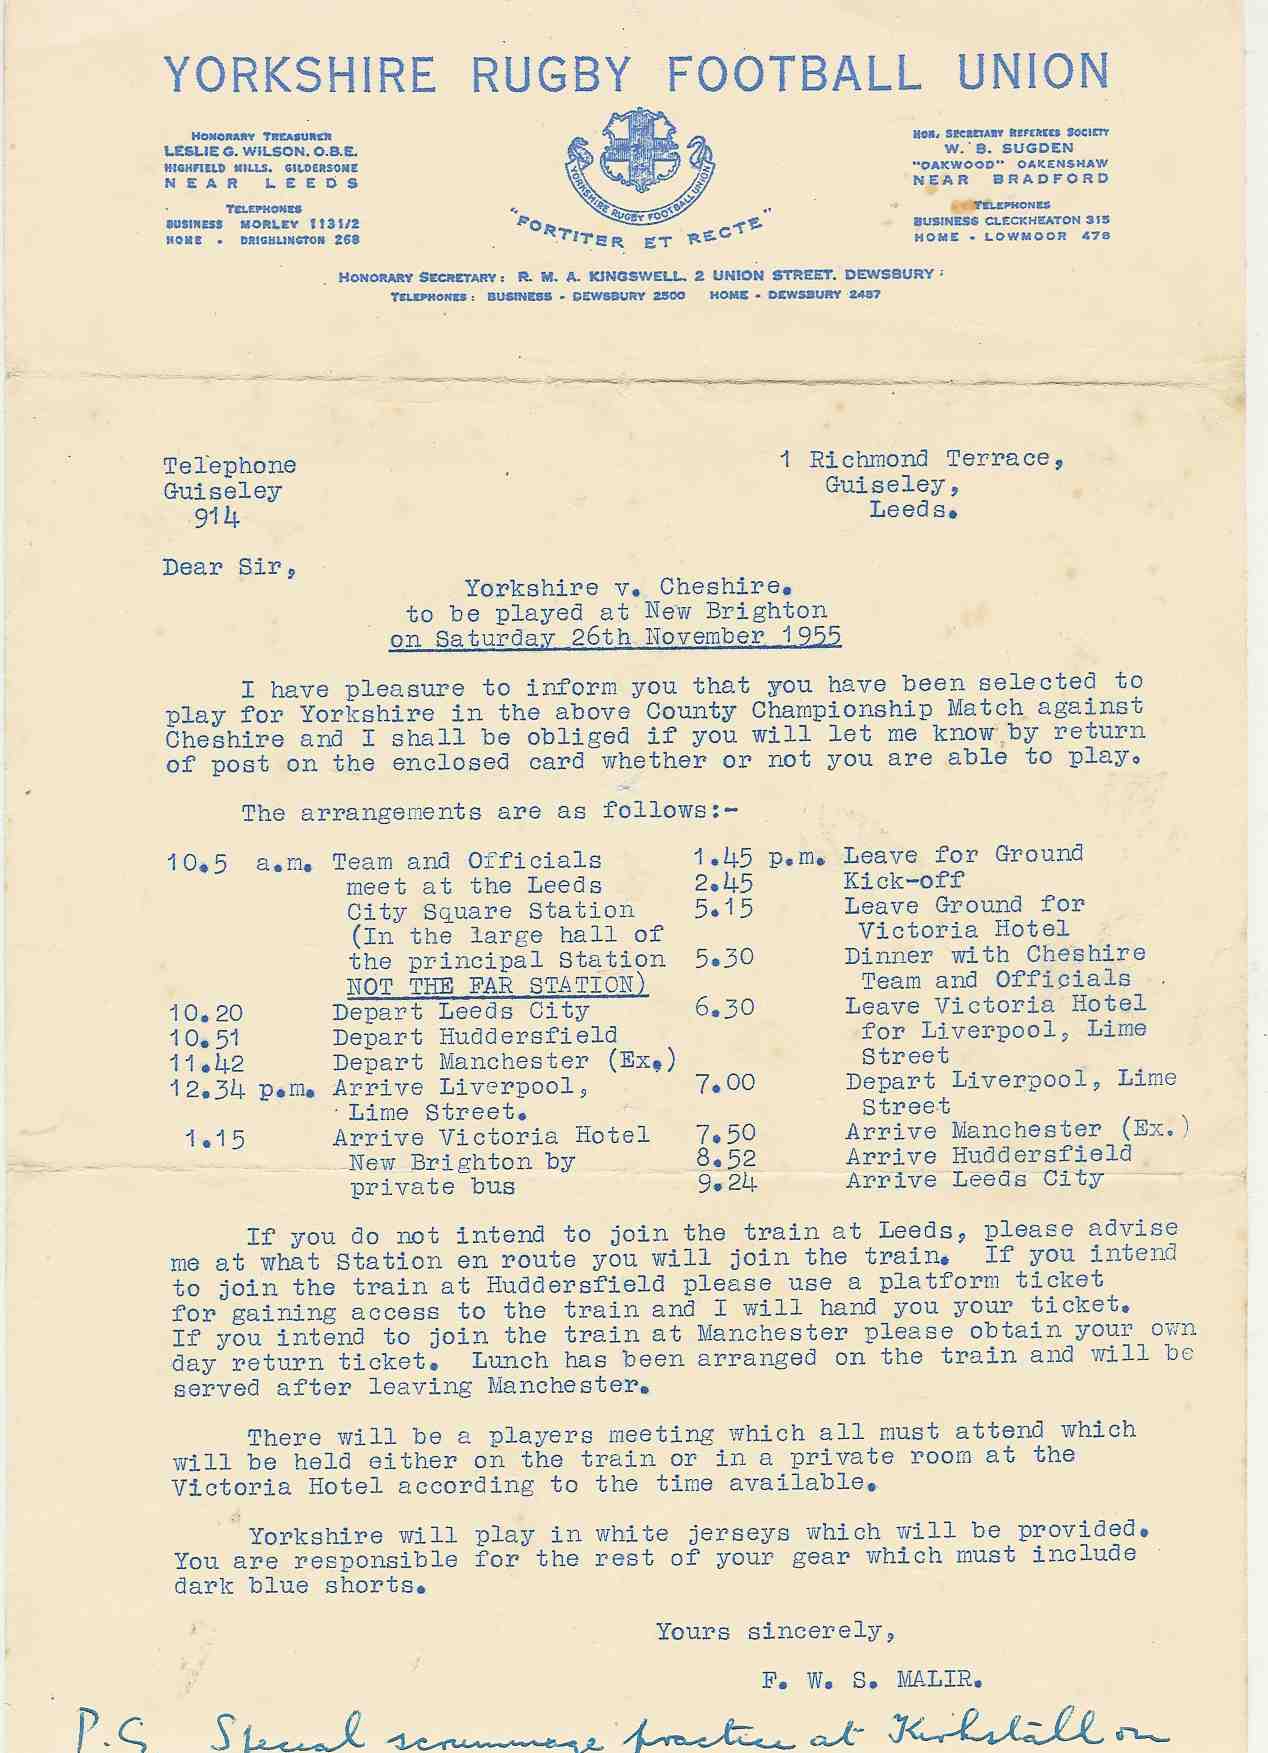 YORKSHIRE RUGBY FOOTBALL UNION
HONORARY TREASURER
LESLIE G. WILSON. O.B.E.
HIGHFIELD MILLS. GILDERSOME
NEAR LEEDS
TELEPHONES
BUSINESS MORLEY 1131/2
HOME - DRIGHLINGTON 268
YORKSHIRE RUGBY FOOTBALL UNION
"FORTITER ET RECTE"
HON. SECRETARY REFEREES SOCIETY
W. B. SUGDEN
"OAKWOOD" OAKENSHAW
NEAR BRADFORD
TELEPHONES
BUSINESS CLECKHEATON 315
HOME - LOWMOOR 478
HONORARY SECRETARY: R. M. A. KINGSWELL. 2 UNION STREET. DEWSBURY:
TELEPHONES: BUSINESS - DEWSBURY 2500 HOME - DEWSBURY 2487
Telephone
Guiseley
914
1 Richmond Terrace,
Guiseley,
Leeds.
Dear Sir,
Yorkshire v. Cheshire.
to be played at New Brighton
on Saturday 26th November 1955
I have pleasure to inform you that you have been selected to
play for Yorkshire in the above County Championship Match against
Cheshire and I shall be obliged if you will let me know by return
of post on the enclosed card whether or not you are able to play.
The arrangements are as follows:-
10.5 a.m. Team and Officials
meet at the Leeds
City Square Station
(In the large hall of
the principal Station
NOT THE FAR STATION)
10.20 Depart Leeds City
10.51 Depart Huddersfield
11.42 Depart Manchester (Ex.)
12.34 p.m. Arrive Liverpool,
Lime Street.
1.15 Arrive Victoria Hotel
New Brighton by
private bus
1.45 p.m. Leave for Ground
2.45 Kick-off
5.15 Leave Ground for
Victoria Hotel
5.30 Dinner with Cheshire
Team and Officials
6.30 Leave Victoria Hotel
for Liverpool, Lime
Street
7.00 Depart Liverpool, Lime
Street
7.50 Arrive Manchester (Ex.)
8.52 Arrive Huddersfield
9.24 Arrive Leeds City
If you do not intend to join the train at Leeds, please advise
me at what Station en route you will join the train. If you intend
to join the train at Huddersfield please use a platform ticket
for gaining access to the train and I will hand you your ticket.
If you intend to join the train at Manchester please obtain your own
day return ticket. Lunch has been arranged on the train and will be
served after leaving Manchester.
There will be a players meeting which all must attend which
will be held either on the train or in a private room at the
Victoria Hotel according to the time available.
Yorkshire will play in white jerseys which will be provided.
You are responsible for the rest of your gear which must include
dark blue shorts.
Yours sincerely,
F. W. S. MALIR.
P.S Special scrummage practice at Kirkstall on